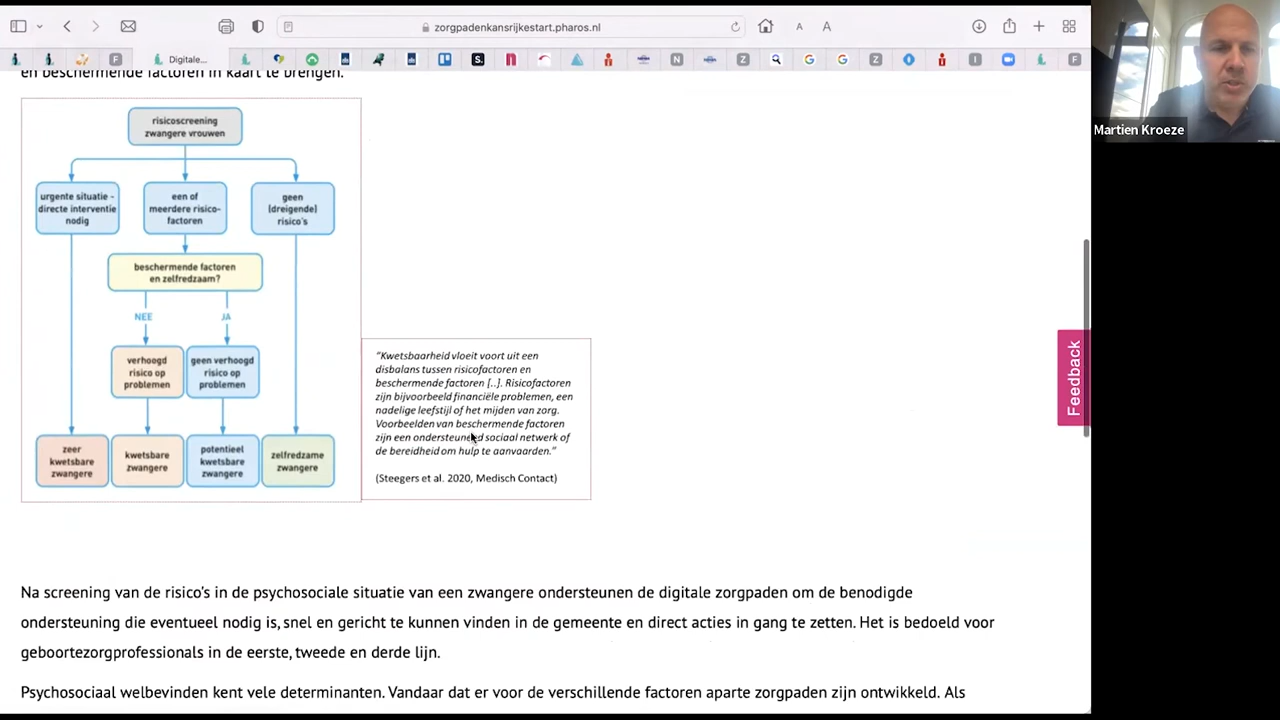 zorgpadenkansrijkestart.pharos.nl
A A
F Digitale... S. N Z G G Z I F
en beschermende factoren in kaart te brengen.
risicoscreening
zwangere vrouwen
urgente situatie -
directe interventie
nodig
een of
meerdere risico-
factoren
geen
(dreigende)
risico's
beschermende factoren
en zelfredzaam?
NEE
JA
verhoogd
risico op
problemen
geen verhoogd
risico op
problemen
zeer
kwetsbare
zwangere
kwetsbare
zwangere
potentieel
kwetsbare
zwangere
zelfredzame
zwangere
"Kwetsbaarheid vloeit voort uit een
disbalans tussen risicofactoren en
beschermende factoren [..]. Risicofactoren
zijn bijvoorbeeld financiële problemen, een
nadelige leefstijl of het mijden van zorg.
Voorbeelden van beschermende factoren
zijn een ondersteunend sociaal netwerk of
de bereidheid om hulp te aanvaarden."
(Steegers et al. 2020, Medisch Contact)
Feedback
Na screening van de risico's in de psychosociale situatie van een zwangere ondersteunen de digitale zorgpaden om de benodigde
ondersteuning die eventueel nodig is, snel en gericht te kunnen vinden in de gemeente en direct acties in gang te zetten. Het is bedoeld voor
geboortezorgprofessionals in de eerste, tweede en derde lijn.
Psychosociaal welbevinden kent vele determinanten. Vandaar dat er voor de verschillende factoren aparte zorgpaden zijn ontwikkeld. Als
Martien Kroeze